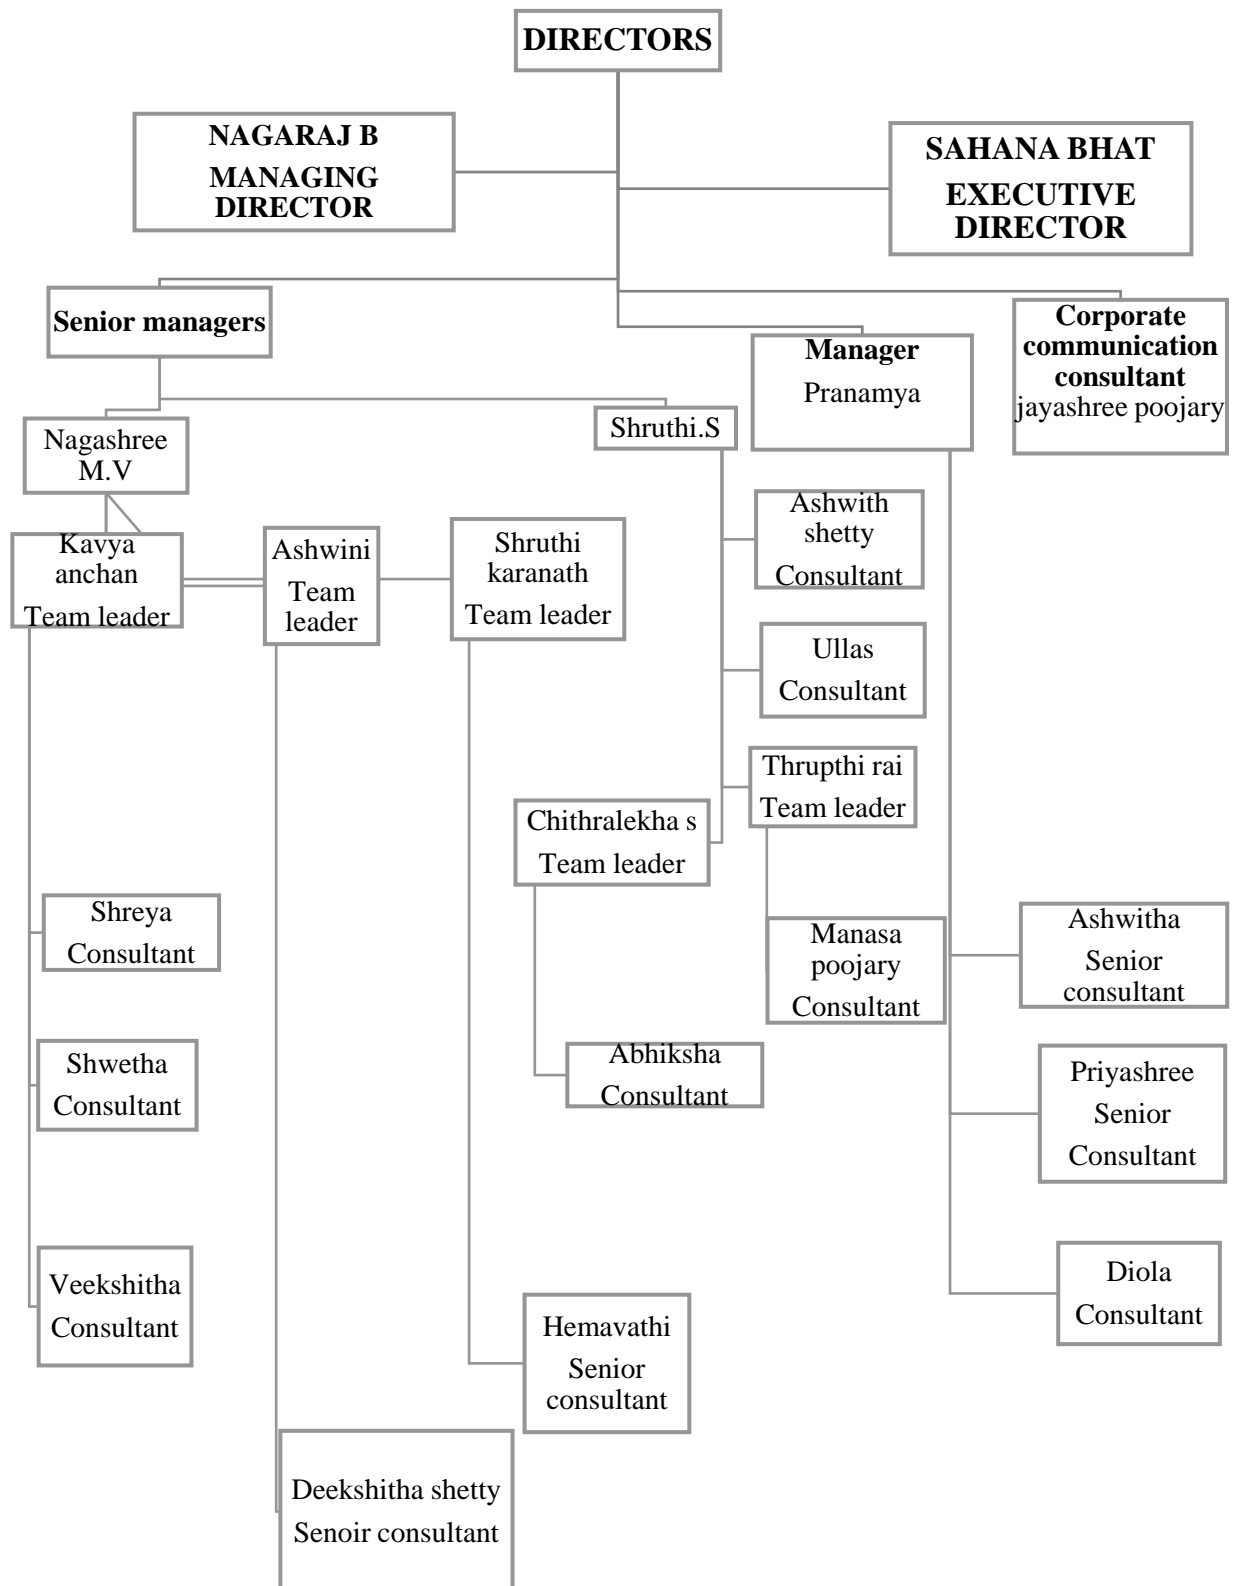 DIRECTORS
NAGARAJ B
MANAGING
DIRECTOR
SAHANA BHAT
EXECUTIVE
DIRECTOR
Senior managers
Manager
Pranamya
Corporate
communication
consultant
jayashree poojary
Nagashree
M.V
Shruthi.S
Kavya
anchan
Team leader
Ashwini
Team
leader
Shruthi
karanath
Team leader
Ashwith
shetty
Consultant
Ullas
Consultant
Thrupthi rai
Team leader
Chithralekha s
Team leader
Shreya
Consultant
Manasa
poojary
Consultant
Ashwitha
Senior
consultant
Shwetha
Consultant
Abhiksha
Consultant
Priyashree
Senior
Consultant
Veekshitha
Consultant
Diola
Consultant
Hemavathi
Senior
consultant
Deekshitha shetty
Senoir consultant